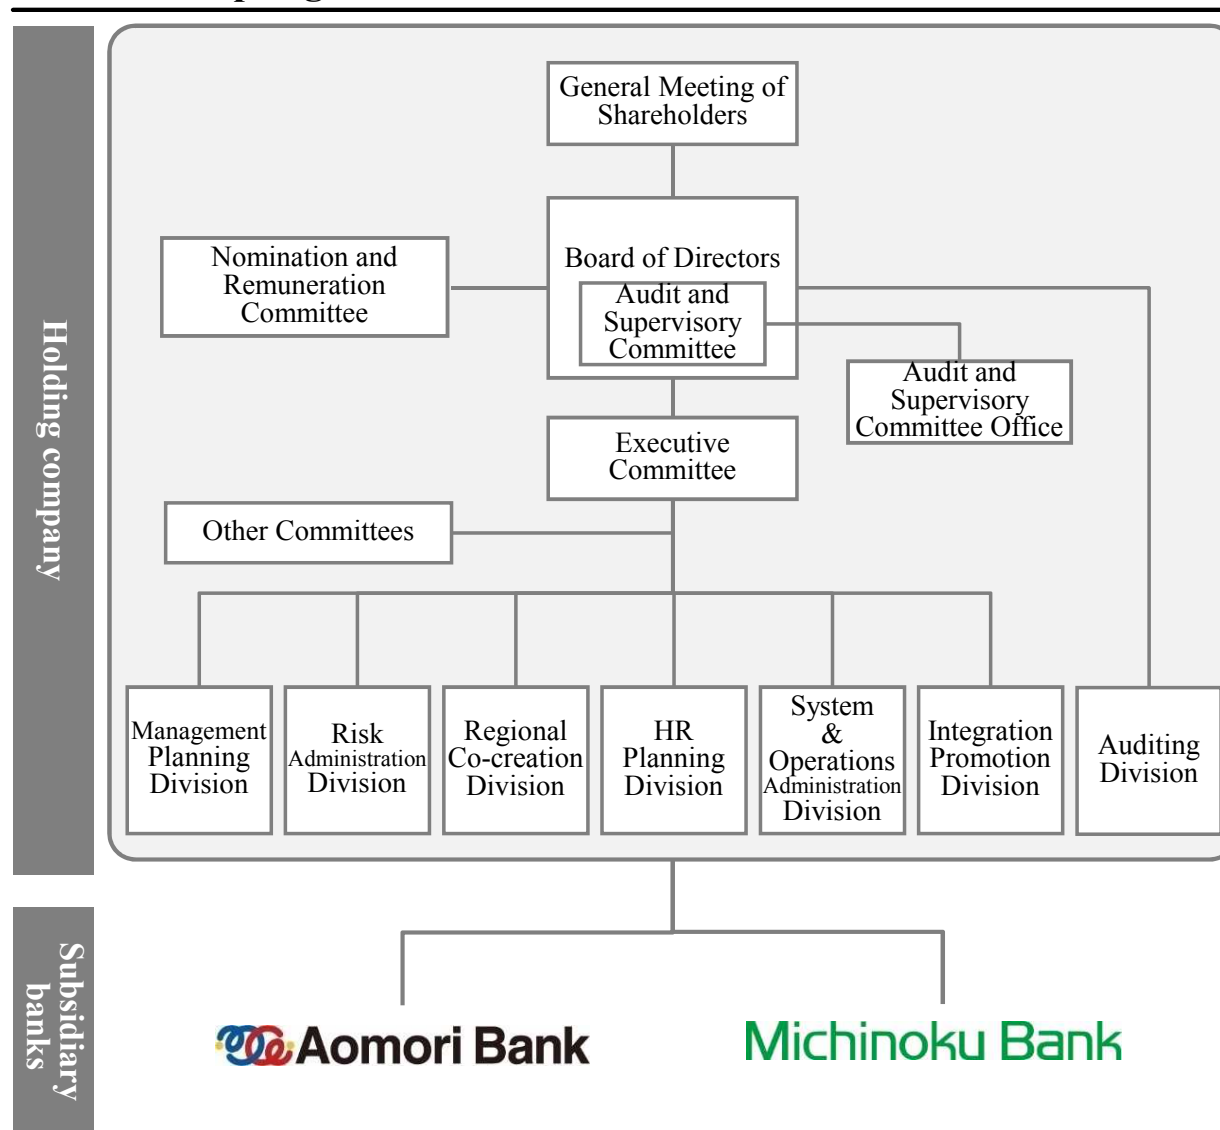 General Meeting of
Shareholders
Board of Directors
Audit and
Supervisory
Committee
Nomination and
Remuneration
Committee
Audit and
Supervisory
Committee Office
Executive
Committee
Other Committees
Management
Planning
Division
Risk
Administration
Division
Regional
Co-creation
Division
HR
Planning
Division
System
&
Operations
Administration
Division
Integration
Promotion
Division
Auditing
Division
Holding company
Subsidiary
banks
Aomori Bank
Michinoku Bank